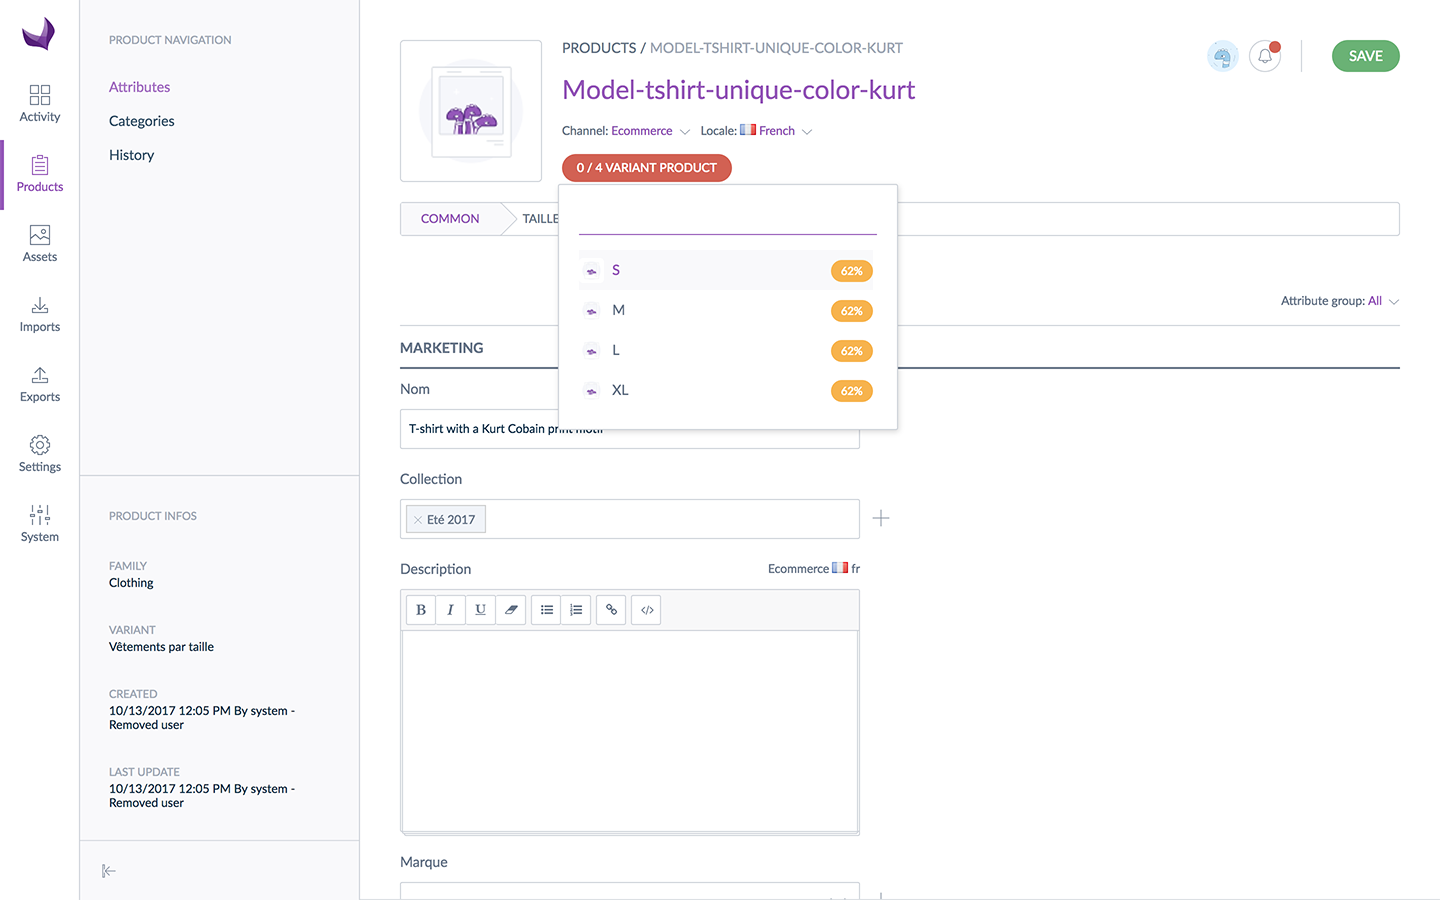 Activity
Products
Assets
Imports
Exports
Settings
System
PRODUCT NAVIGATION
Attributes
Categories
History
PRODUCT INFOS
FAMILY
Clothing
VARIANT
Vêtements par taille
CREATED
10/13/2017 12:05 PM By system -
Removed user
LAST UPDATE
10/13/2017 12:05 PM By system -
Removed user
PRODUCTS / MODEL-TSHIRT-UNIQUE-COLOR-KURT
SAVE
Model-tshirt-unique-color-kurt
Channel: Ecommerce Locale: French
0 / 4 VARIANT PRODUCT
COMMON TAILLE
S 62%
M 62%
L 62%
XL 62%
Attribute group: All
MARKETING
Nom
T-shirt with a Kurt Cobain print motif
Collection
× Eté 2017
Description Ecommerce fr
B I U </>
Marque